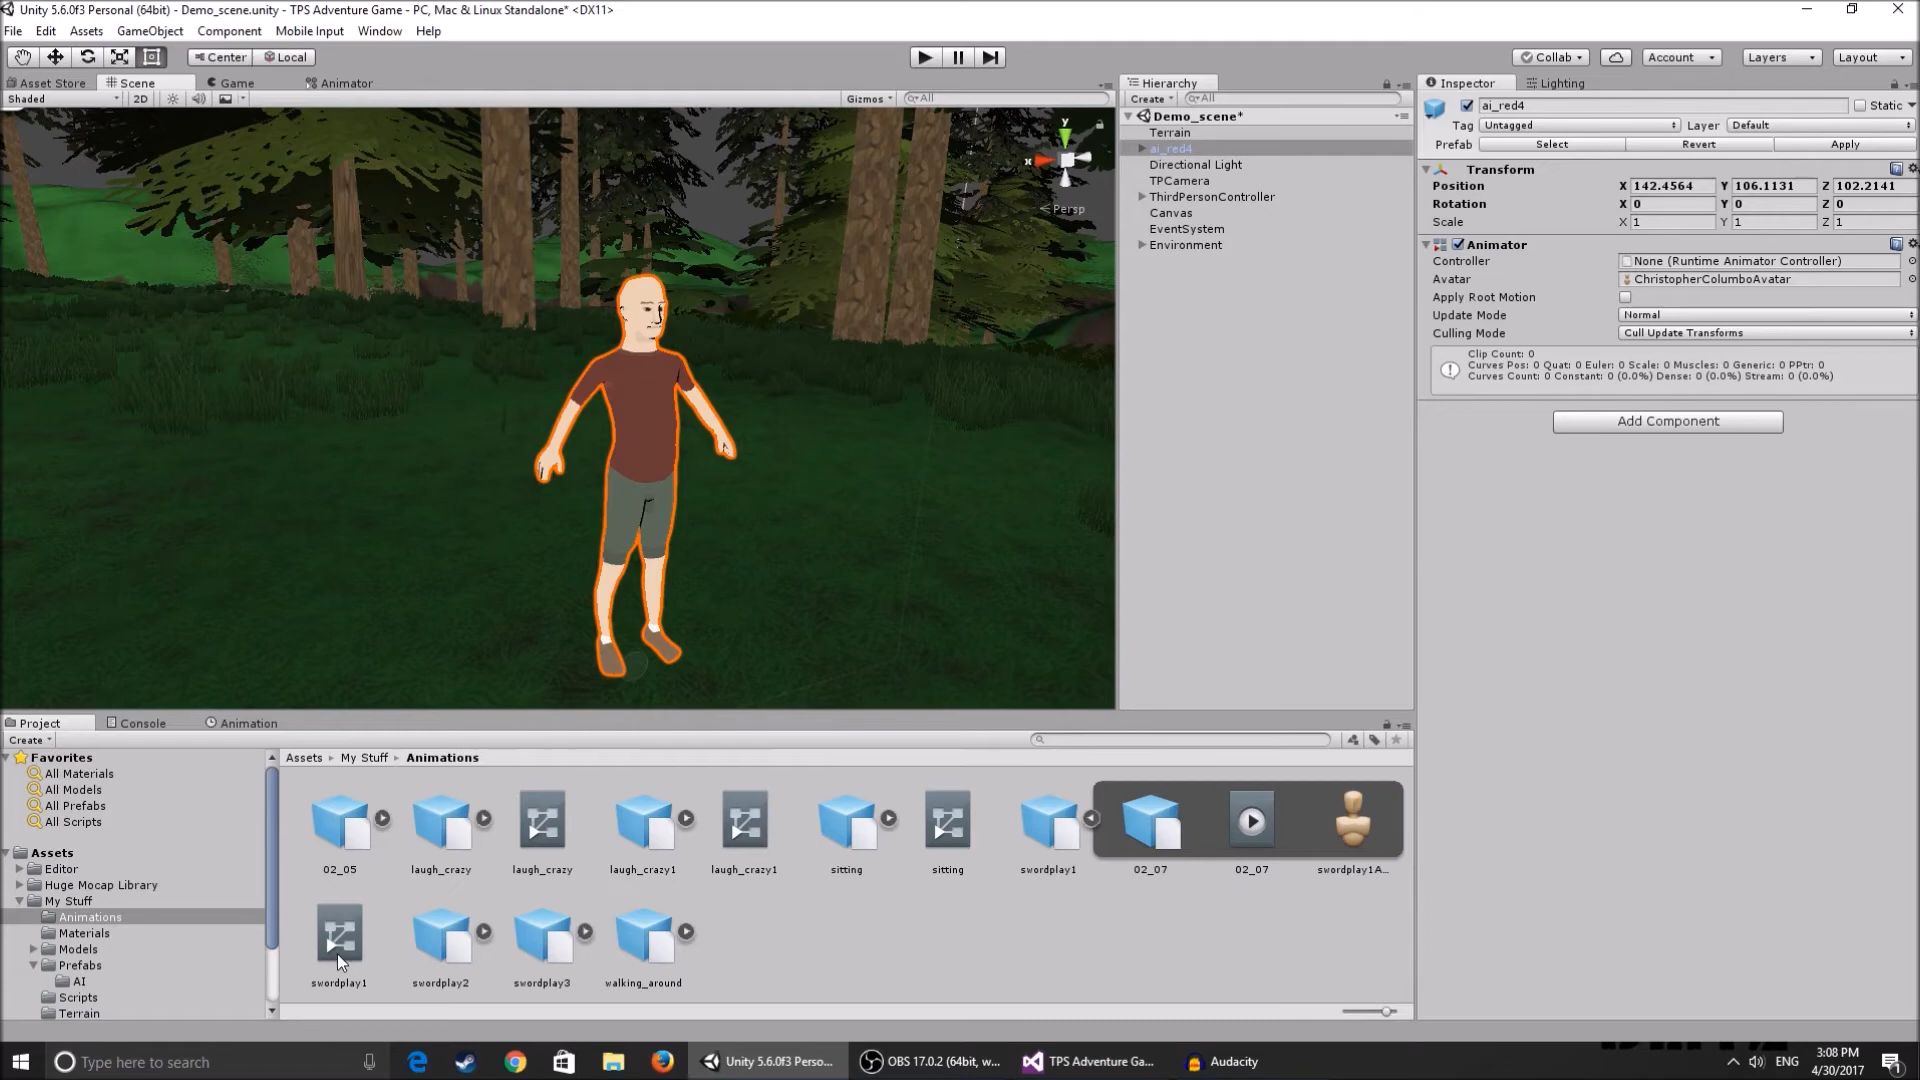 Unity 5.6.0f3 Personal (64bit) - Demo_scene.unity - TPS Adventure Game - PC, Mac & Linux Standalone* <DX11>
File Edit Assets GameObject Component Mobile Input Window Help
Center Local Collab Account Layers Layout
Asset Store Scene Game Animator
Shaded 2D Gizmos All
y
x
Persp
Hierarchy
Create All
Demo_scene*
Terrain
ai_red4
Directional Light
TPCamera
ThirdPersonController
Canvas
EventSystem
Environment
Inspector Lighting
ai_red4 Static
Tag Untagged Layer Default
Prefab Select Revert Apply
Transform
Position X 142.4564 Y 106.1131 Z 102.2141
Rotation X 0 Y 0 Z 0
Scale X 1 Y 1 Z 1
Animator
Controller None (Runtime Animator Controller)
Avatar ChristopherColumboAvatar
Apply Root Motion
Update Mode Normal
Culling Mode Cull Update Transforms
Clip Count: 0
Curves Pos: 0 Quat: 0 Euler: 0 Scale: 0 Muscles: 0 Generic: 0 PPtr: 0
Curves Count: 0 Constant: 0 (0.0%) Dense: 0 (0.0%) Stream: 0 (0.0%)
Add Component
Project Console Animation
Create
Favorites
All Materials
All Models
All Prefabs
All Scripts
Assets
Editor
Huge Mocap Library
My Stuff
Animations
Materials
Models
Prefabs
AI
Scripts
Terrain
Assets My Stuff Animations
02_05 laugh_crazy laugh_crazy laugh_crazy1 laugh_crazy1 sitting sitting swordplay1 02_07 02_07 swordplay1A...
swordplay1 swordplay2 swordplay3 walking_around
Type here to search
Unity 5.6.0f3 Perso...
OBS 17.0.2 (64bit, w...
TPS Adventure Ga...
Audacity
ENG
3:08 PM
4/30/2017
1